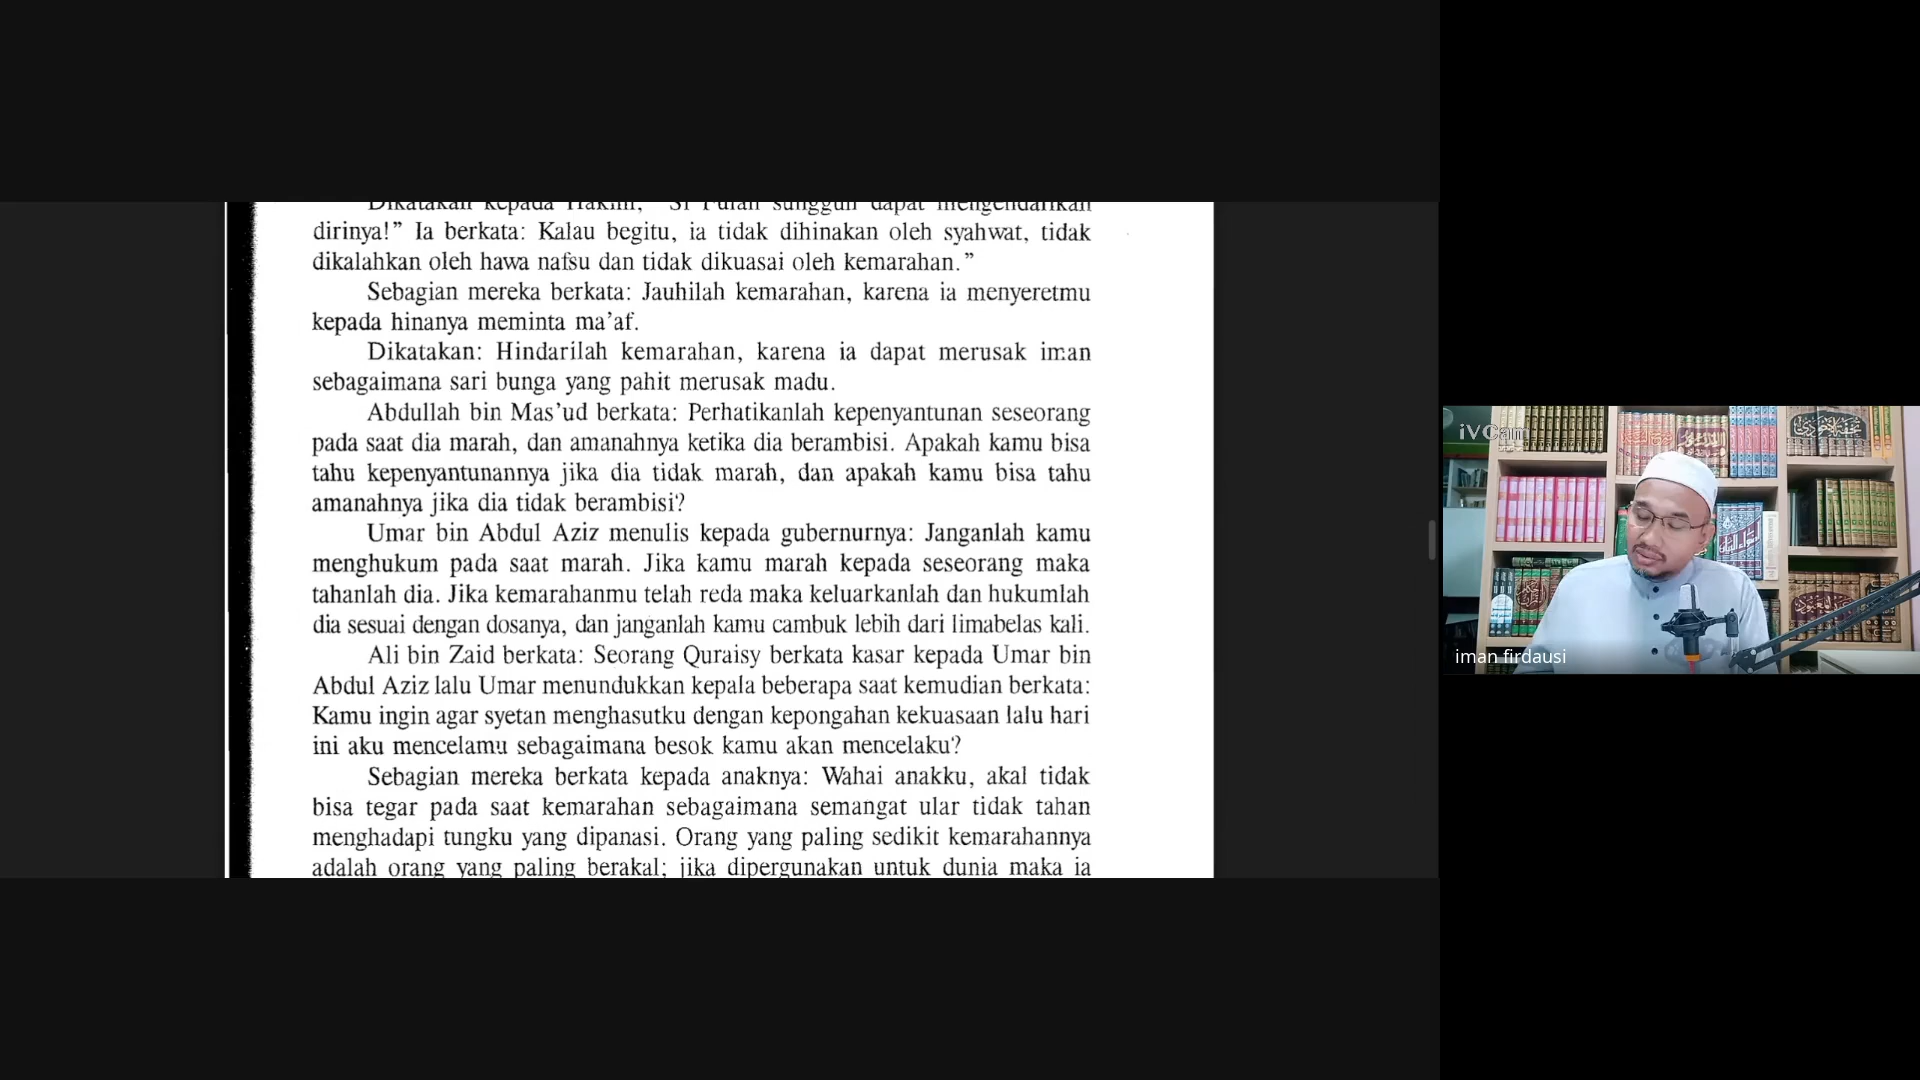 Dikatakan kepada Hakim, "Si Fulan sungguh dapat mengendalikan
dirinya!" Ia berkata: Kalau begitu, ia tidak dihinakan oleh syahwat, tidak
dikalahkan oleh hawa nafsu dan tidak dikuasai oleh kemarahan."
Sebagian mereka berkata: Jauhilah kemarahan, karena ia menyeretmu
kepada hinanya meminta ma'af.
Dikatakan: Hindarilah kemarahan, karena ia dapat merusak iman
sebagaimana sari bunga yang pahit merusak madu.
Abdullah bin Mas'ud berkata: Perhatikanlah kepenyantunan seseorang
pada saat dia marah, dan amanahnya ketika dia berambisi. Apakah kamu bisa
tahu kepenyantunannya jika dia tidak marah, dan apakah kamu bisa tahu
amanahnya jika dia tidak berambisi?
Umar bin Abdul Aziz menulis kepada gubernurnya: Janganlah kamu
menghukum pada saat marah. Jika kamu marah kepada seseorang maka
tahanlah dia. Jika kemarahanmu telah reda maka keluarkanlah dan hukumlah
dia sesuai dengan dosanya, dan janganlah kamu cambuk lebih dari limabelas kali.
Ali bin Zaid berkata: Seorang Quraisy berkata kasar kepada Umar bin
Abdul Aziz lalu Umar menundukkan kepala beberapa saat kemudian berkata:
Kamu ingin agar syetan menghasutku dengan kepongahan kekuasaan lalu hari
ini aku mencelamu sebagaimana besok kamu akan mencelaku?
Sebagian mereka berkata kepada anaknya: Wahai anakku, akal tidak
bisa tegar pada saat kemarahan sebagaimana semangat ular tidak tahan
menghadapi tungku yang dipanasi. Orang yang paling sedikit kemarahannya
adalah orang yang paling berakal; jika dipergunakan untuk dunia maka ia
iVCam
iman firdausi